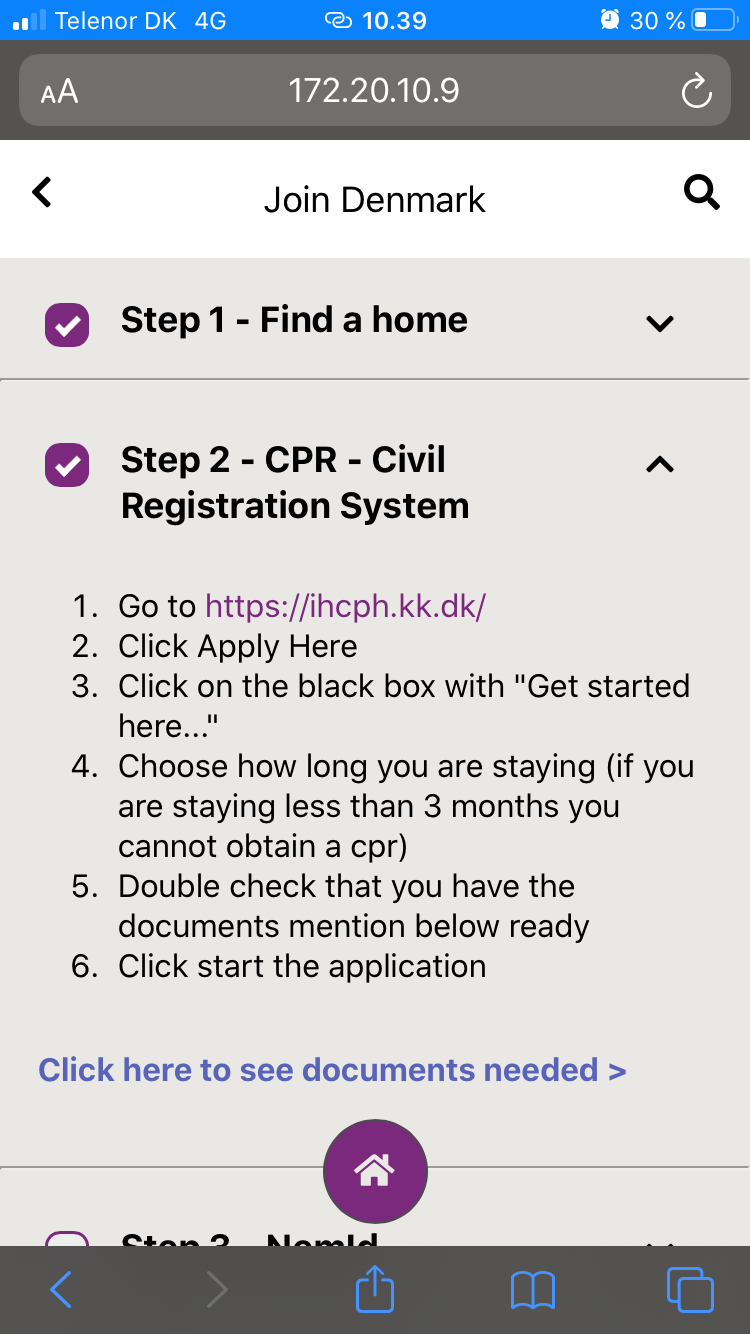 Telenor DK 4G 10.39 30 %
AA 172.20.10.9
Join Denmark
Step 1 - Find a home
Step 2 - CPR - Civil
Registration System
1. Go to https://ihcph.kk.dk/
2. Click Apply Here
3. Click on the black box with "Get started
here..."
4. Choose how long you are staying (if you
are staying less than 3 months you
cannot obtain a cpr)
5. Double check that you have the
documents mention below ready
6. Click start the application
Click here to see documents needed >
Step 3 - NemId